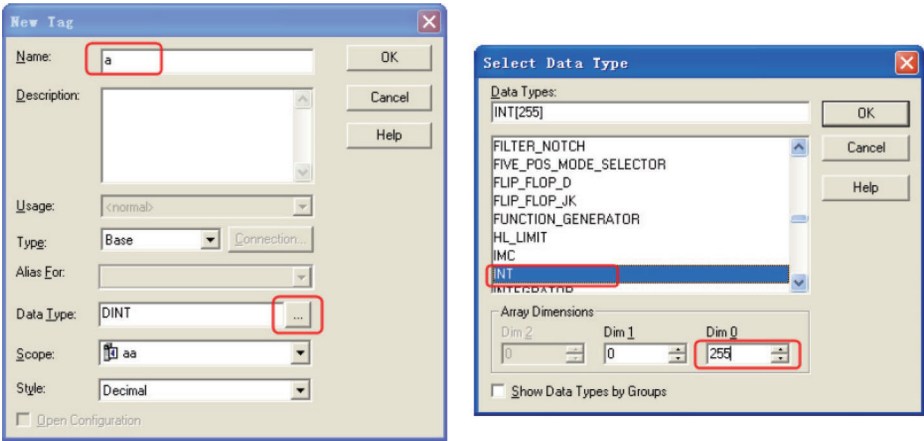 New Tag
Name: a
OK
Description:
Cancel
Help
Usage: <normal>
Type: Base Connection...
Alias For:
Data Type: DINT ...
Scope: aa
Style: Decimal
Open Configuration
Select Data Type
Data Types:
INT[255]
OK
FILTER_NOTCH
Cancel
FIVE_POS_MODE_SELECTOR
FLIP_FLOP_D
Help
FLIP_FLOP_JK
FUNCTION_GENERATOR
HL_LIMIT
IMC
INT
INTEGRATOR
Array Dimensions
Dim 2 Dim 1 Dim 0
0 0 255
Show Data Types by Groups